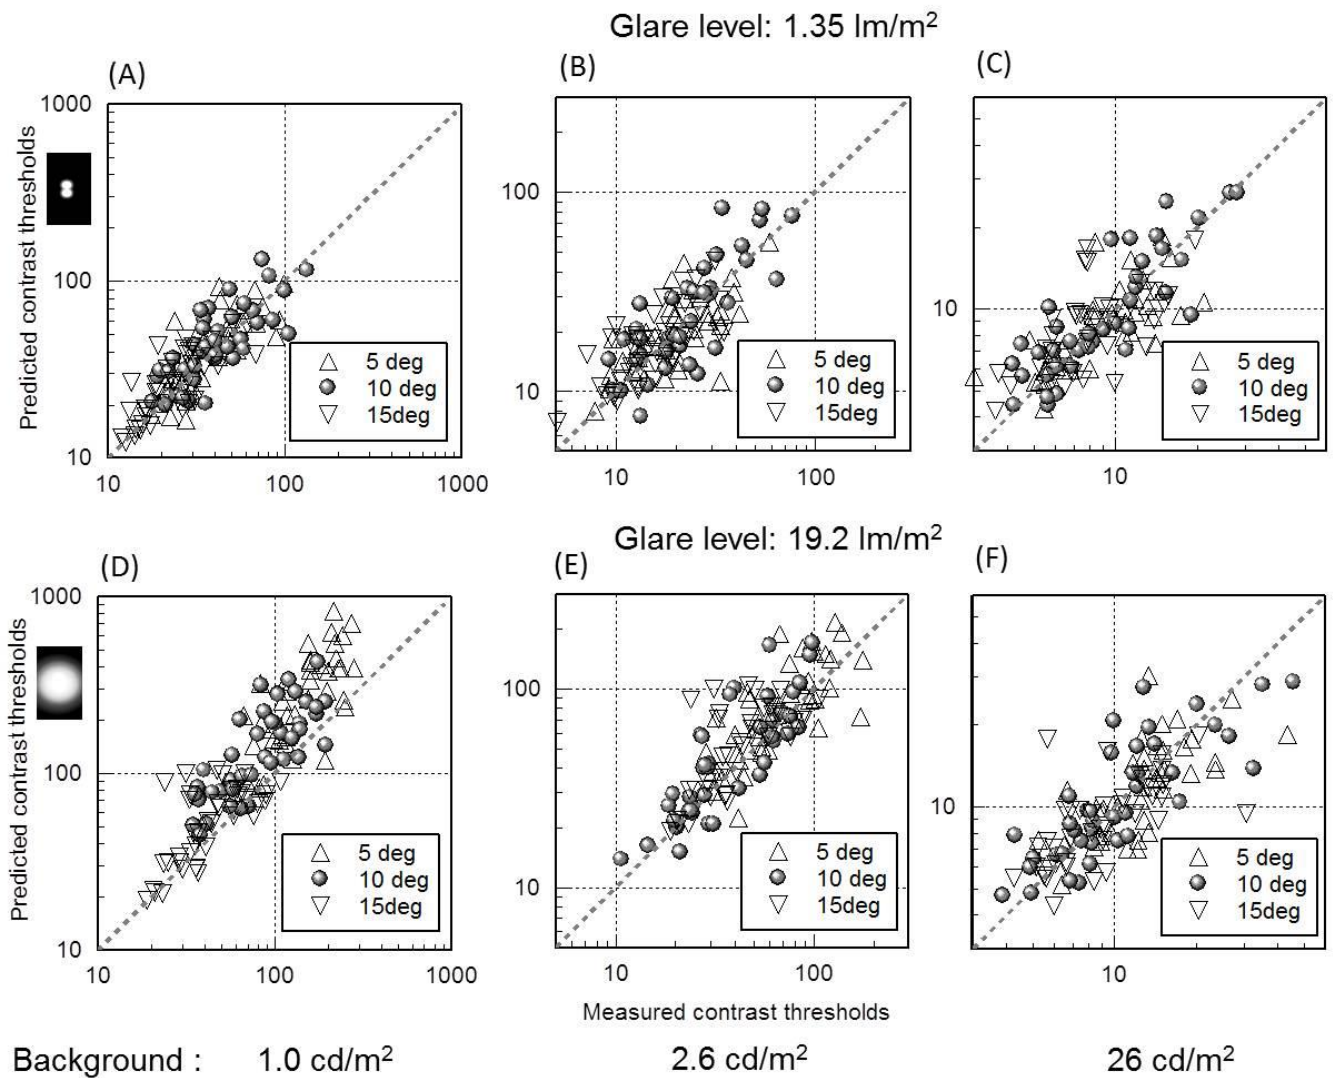 Glare level: 1.35 lm/m²
(A)
(B)
(C)
Predicted contrast thresholds
1000
100
10
10
100
1000
5 deg
10 deg
15deg
100
10
10
100
5 deg
10 deg
15deg
10
10
5 deg
10 deg
15deg
Glare level: 19.2 lm/m²
(D)
(E)
(F)
Predicted contrast thresholds
1000
100
10
10
100
1000
5 deg
10 deg
15deg
100
10
10
100
5 deg
10 deg
15deg
10
10
5 deg
10 deg
15deg
Measured contrast thresholds
Background : 1.0 cd/m² 2.6 cd/m² 26 cd/m²